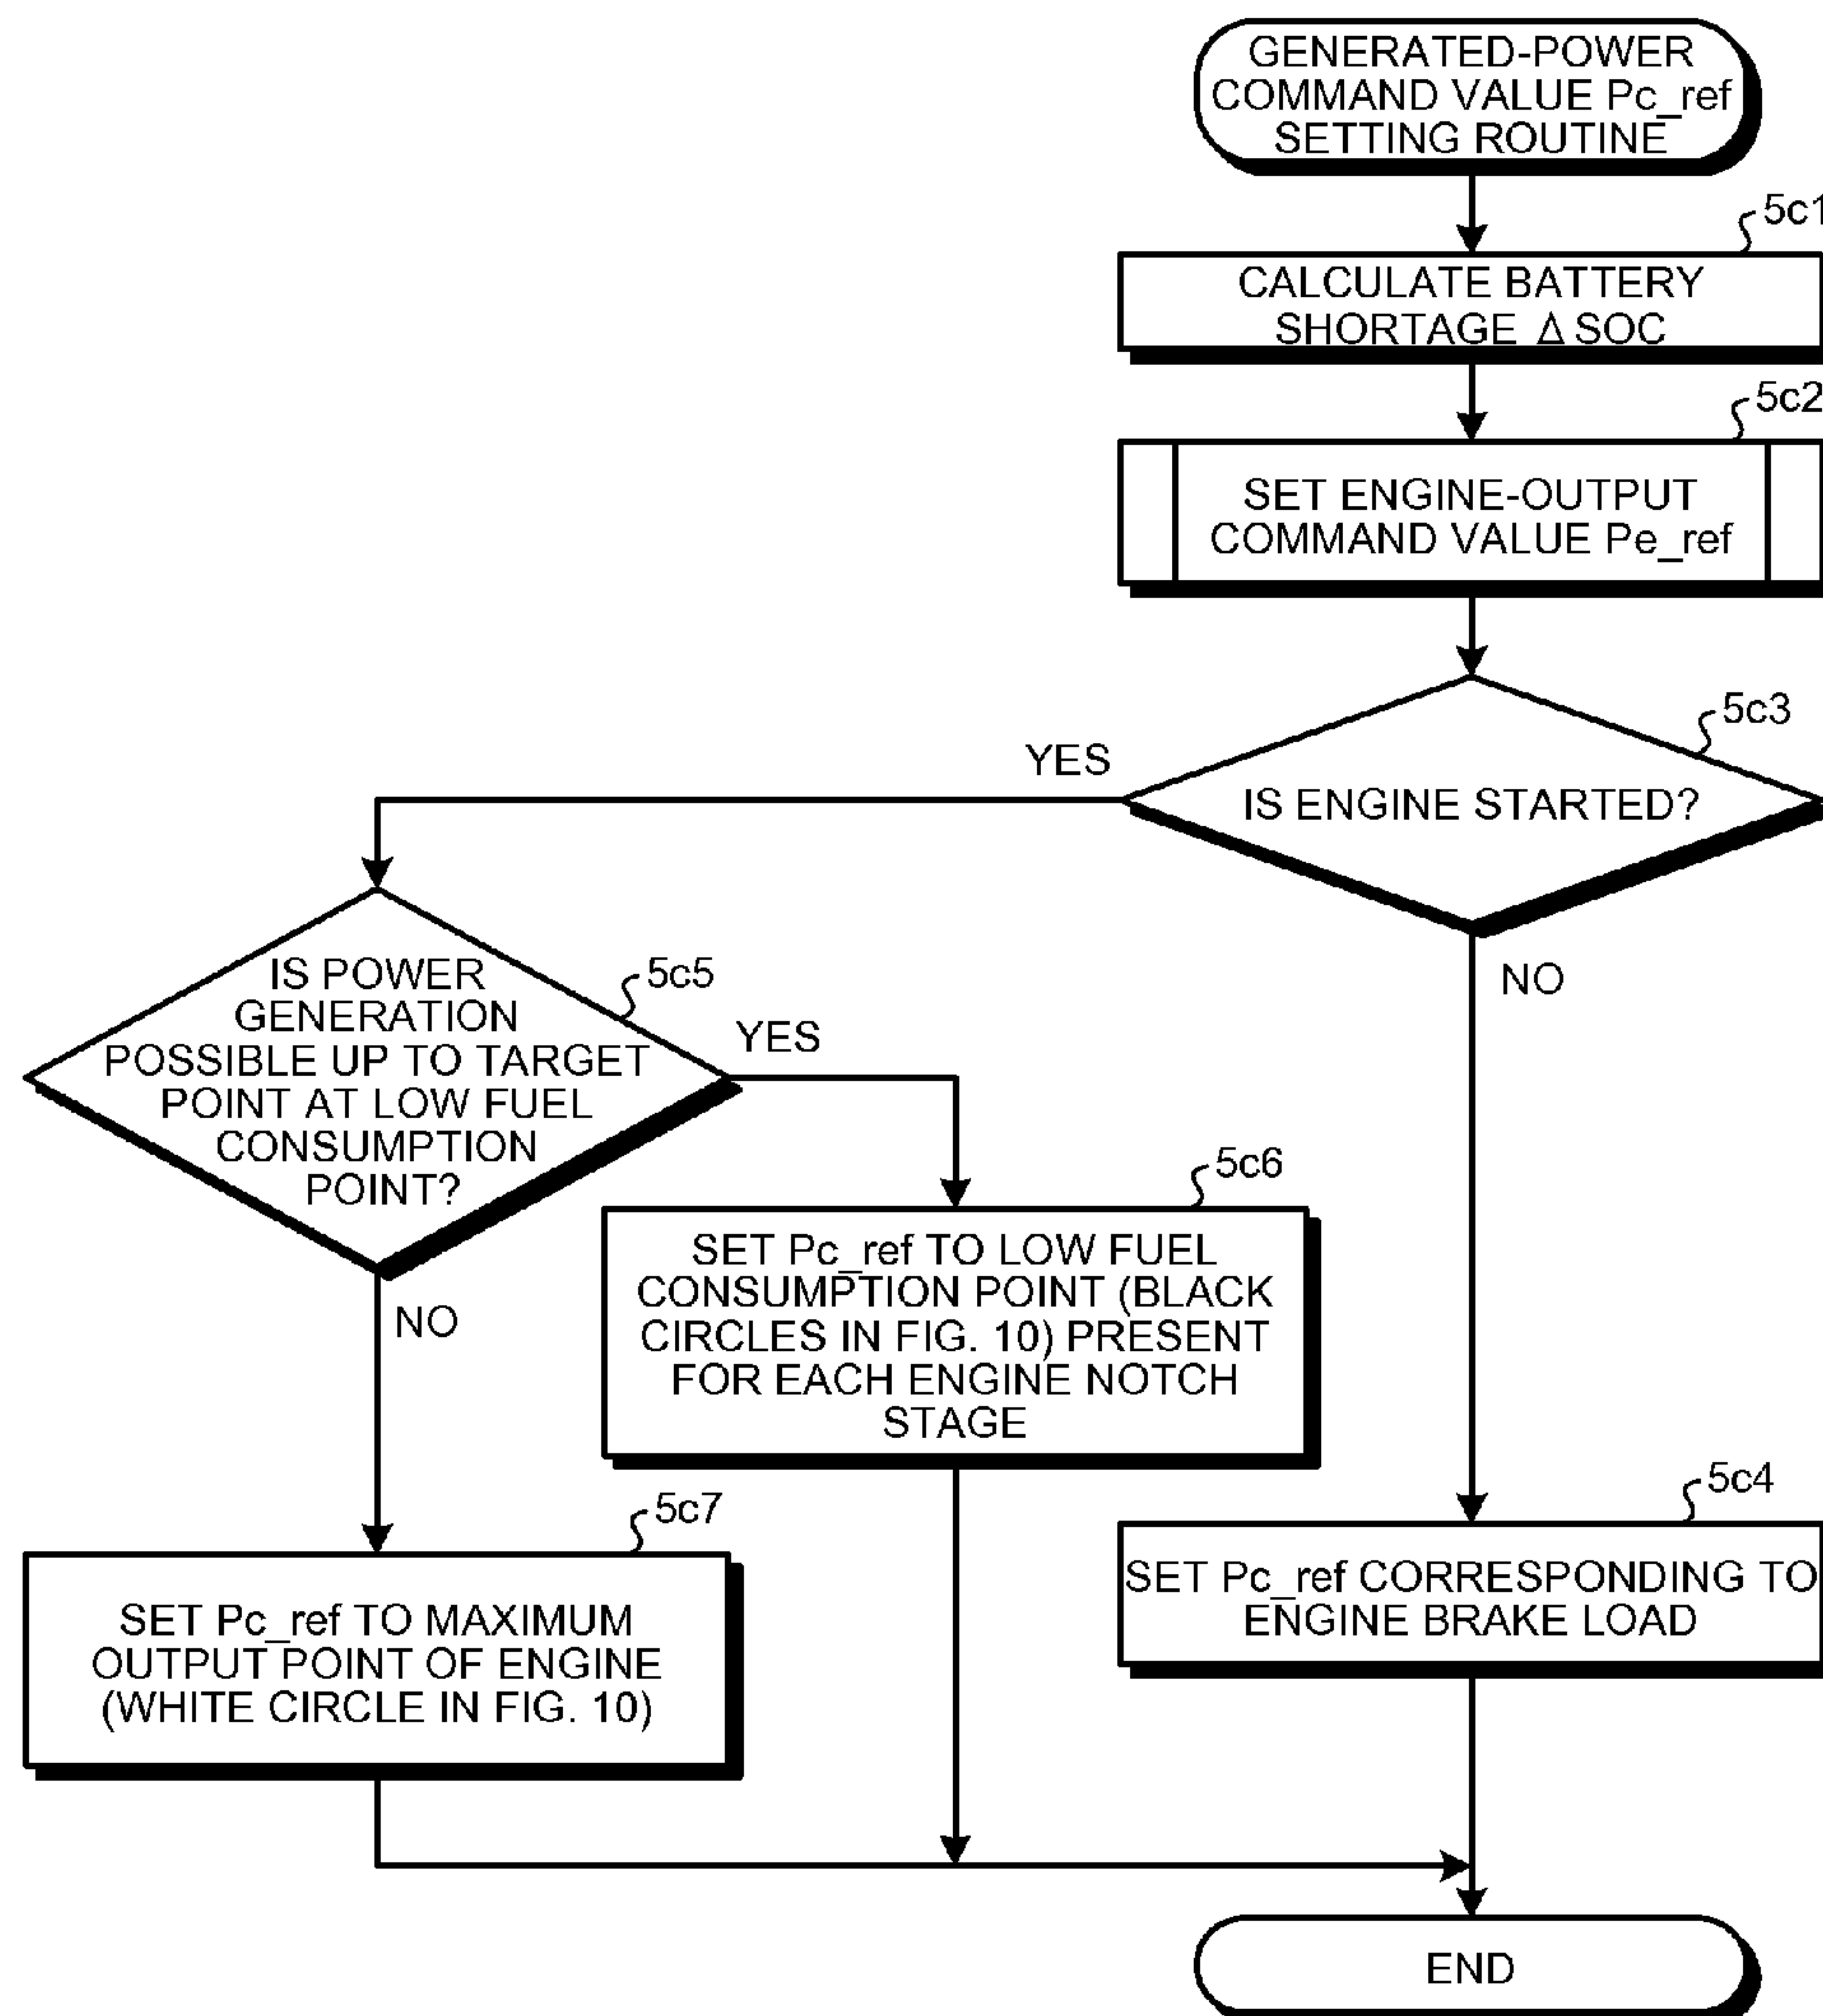 GENERATED-POWER
COMMAND VALUE Pc_ref
SETTING ROUTINE
5c1
CALCULATE BATTERY
SHORTAGE Δ SOC
5c2
SET ENGINE-OUTPUT
COMMAND VALUE Pe_ref
5c3
YES
IS ENGINE STARTED?
NO
5c5
IS POWER
GENERATION
POSSIBLE UP TO TARGET
POINT AT LOW FUEL
CONSUMPTION
POINT?
YES
NO
5c6
SET Pc_ref TO LOW FUEL
CONSUMPTION POINT (BLACK
CIRCLES IN FIG. 10) PRESENT
FOR EACH ENGINE NOTCH
STAGE
5c7
SET Pc_ref TO MAXIMUM
OUTPUT POINT OF ENGINE
(WHITE CIRCLE IN FIG. 10)
5c4
SET Pc_ref CORRESPONDING TO
ENGINE BRAKE LOAD
END